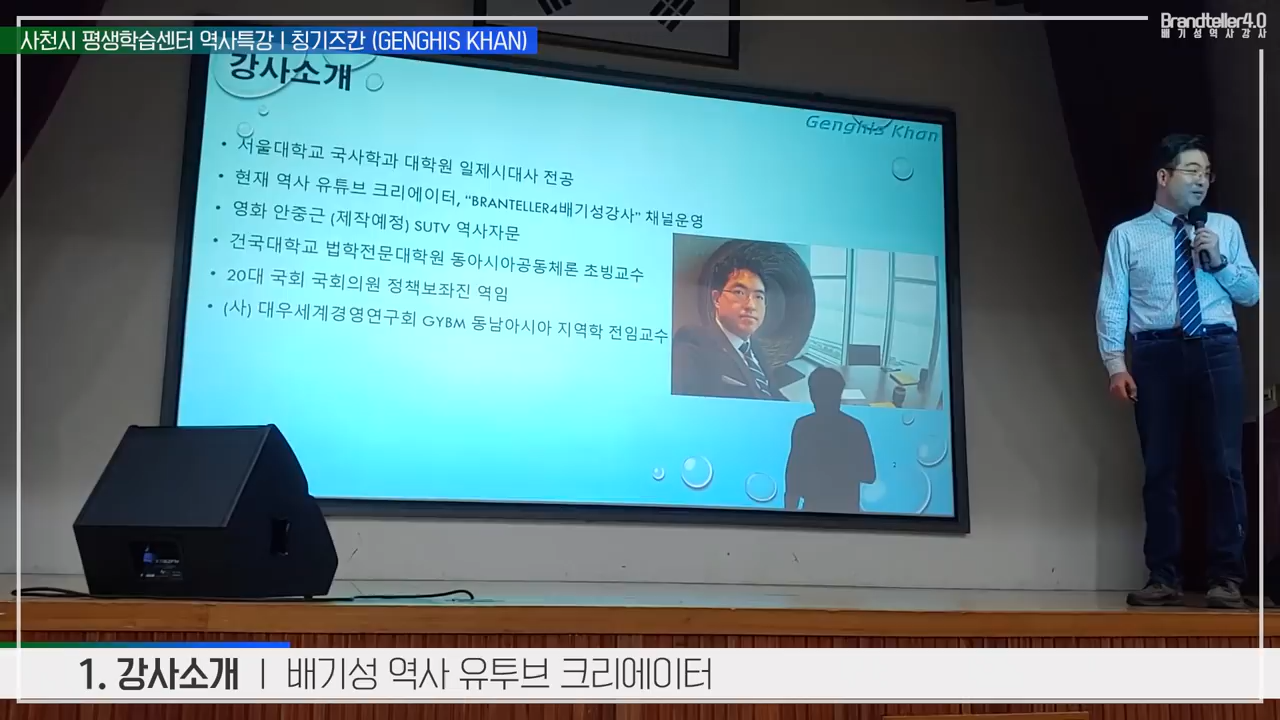 사천시 평생학습센터 역사특강 | 칭기즈칸 (GENGHIS KHAN)
Brandteller4.0
배기성역사강사
강사소개
Genghis Khan
• 서울대학교 국사학과 대학원 일제시대사 전공
• 현재 역사 유튜브 크리에이터, “BRANTELLER4배기성강사” 채널운영
• 영화 안중근 (제작예정) SUTV 역사자문
• 건국대학교 법학전문대학원 동아시아공동체론 초빙교수
• 20대 국회 국회의원 정책보좌진 역임
• (사) 대우세계경영연구회 GYBM 동남아시아 지역학 전임교수
2
1. 강사소개 | 배기성 역사 유투브 크리에이터